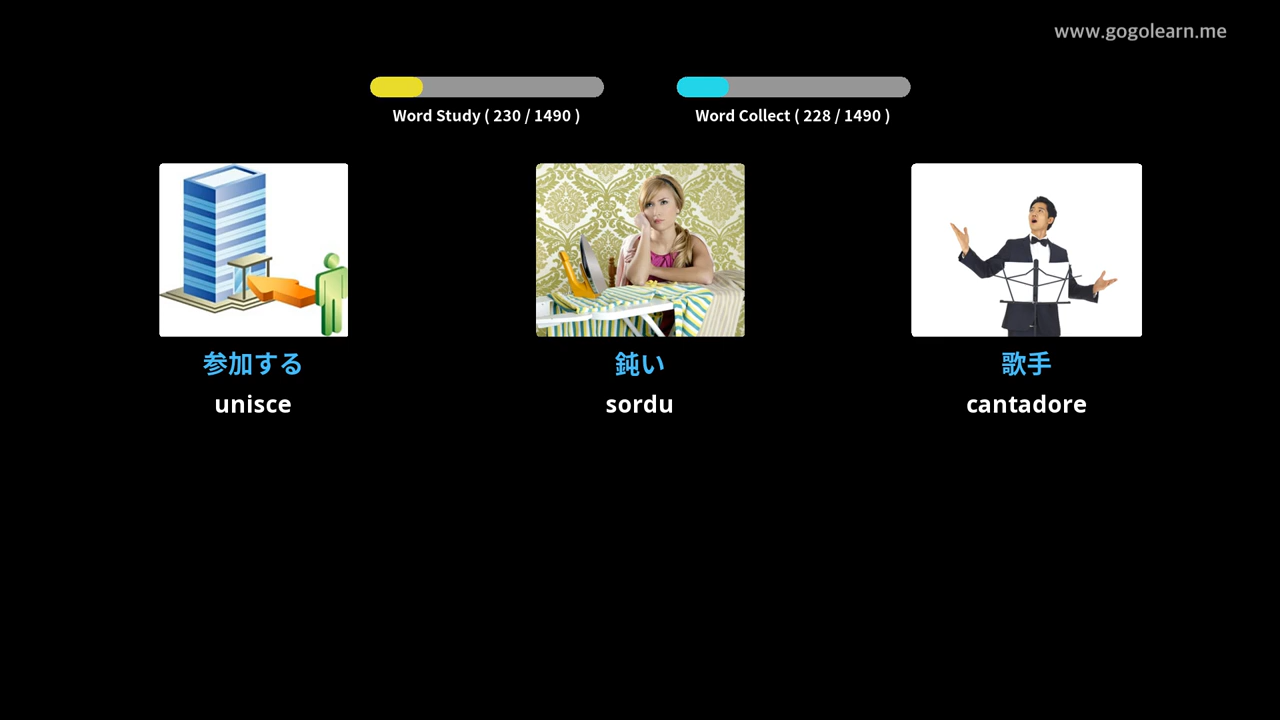 www.gogolearn.me
Word Study ( 230 / 1490 )
Word Collect ( 228 / 1490 )
参加する
unisce
鈍い
sordu
歌手
cantadore